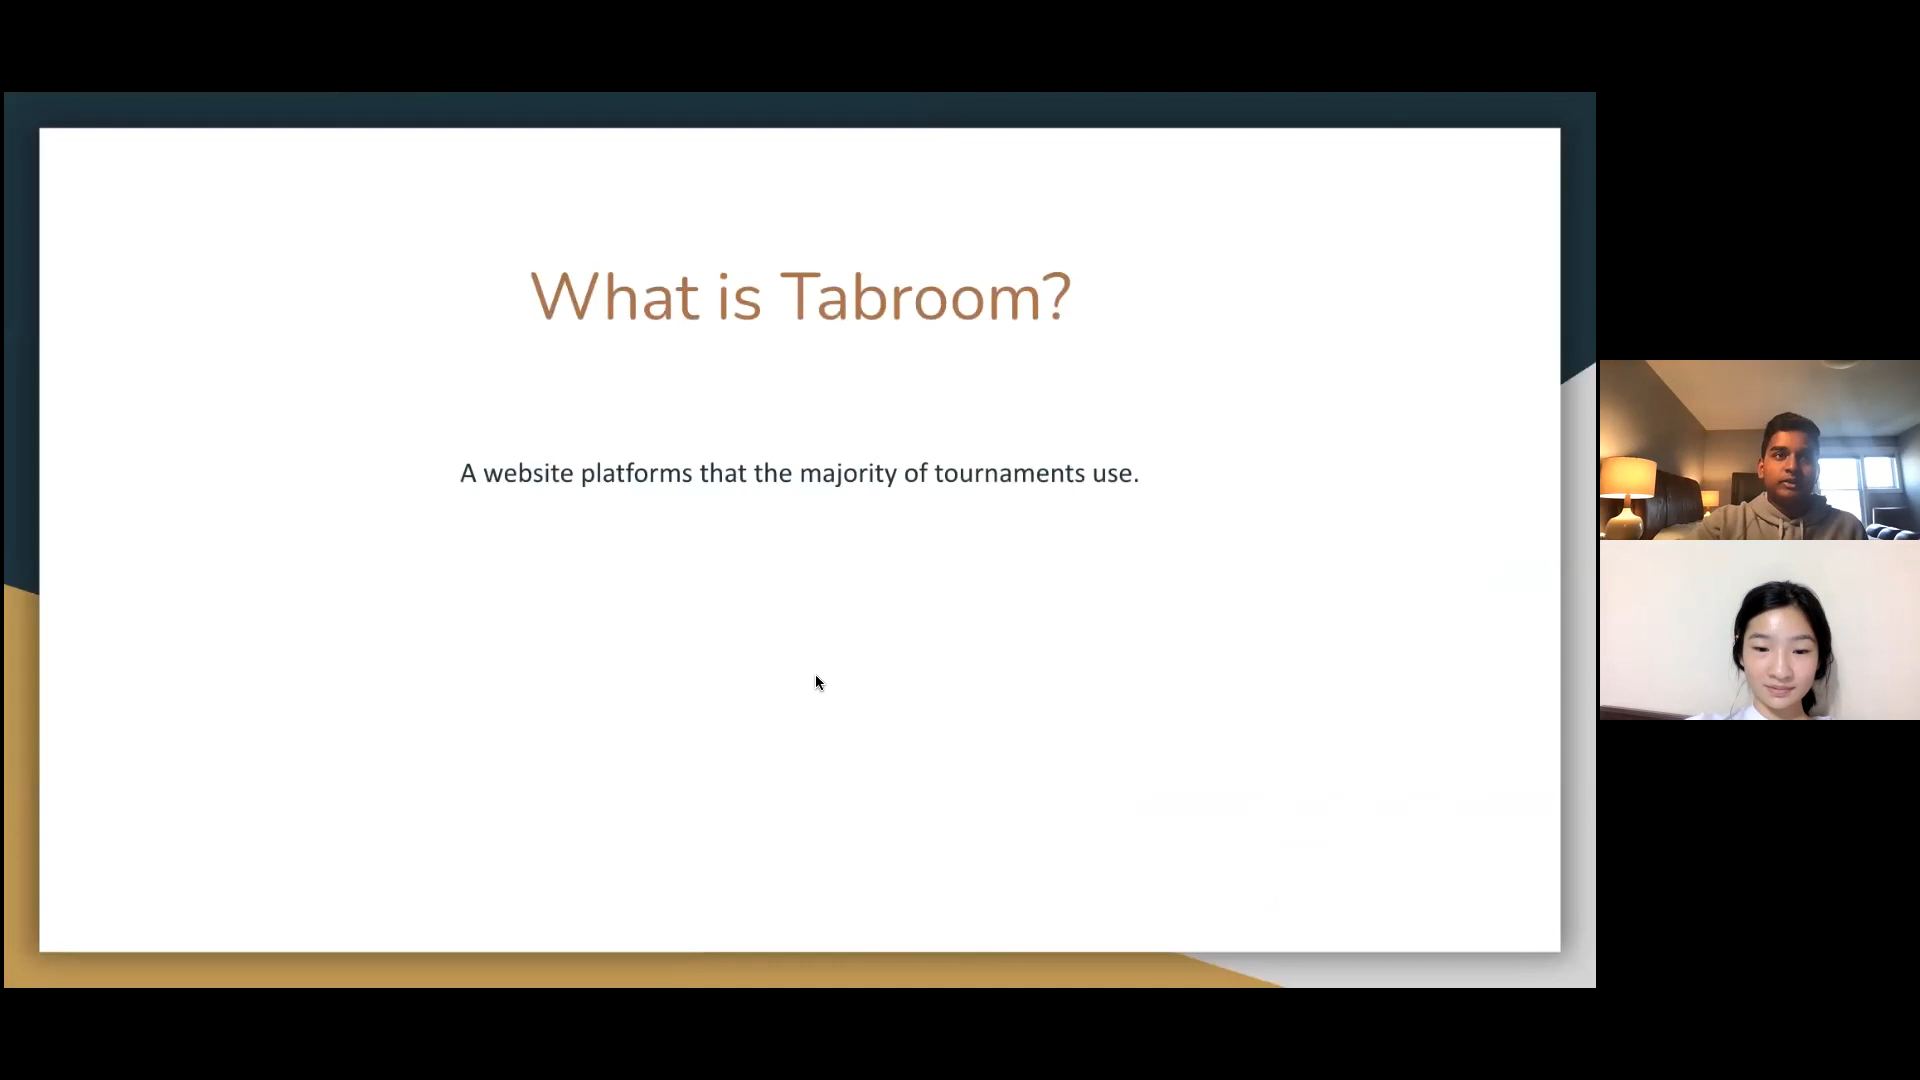 What is Tabroom?
A website platforms that the majority of tournaments use.